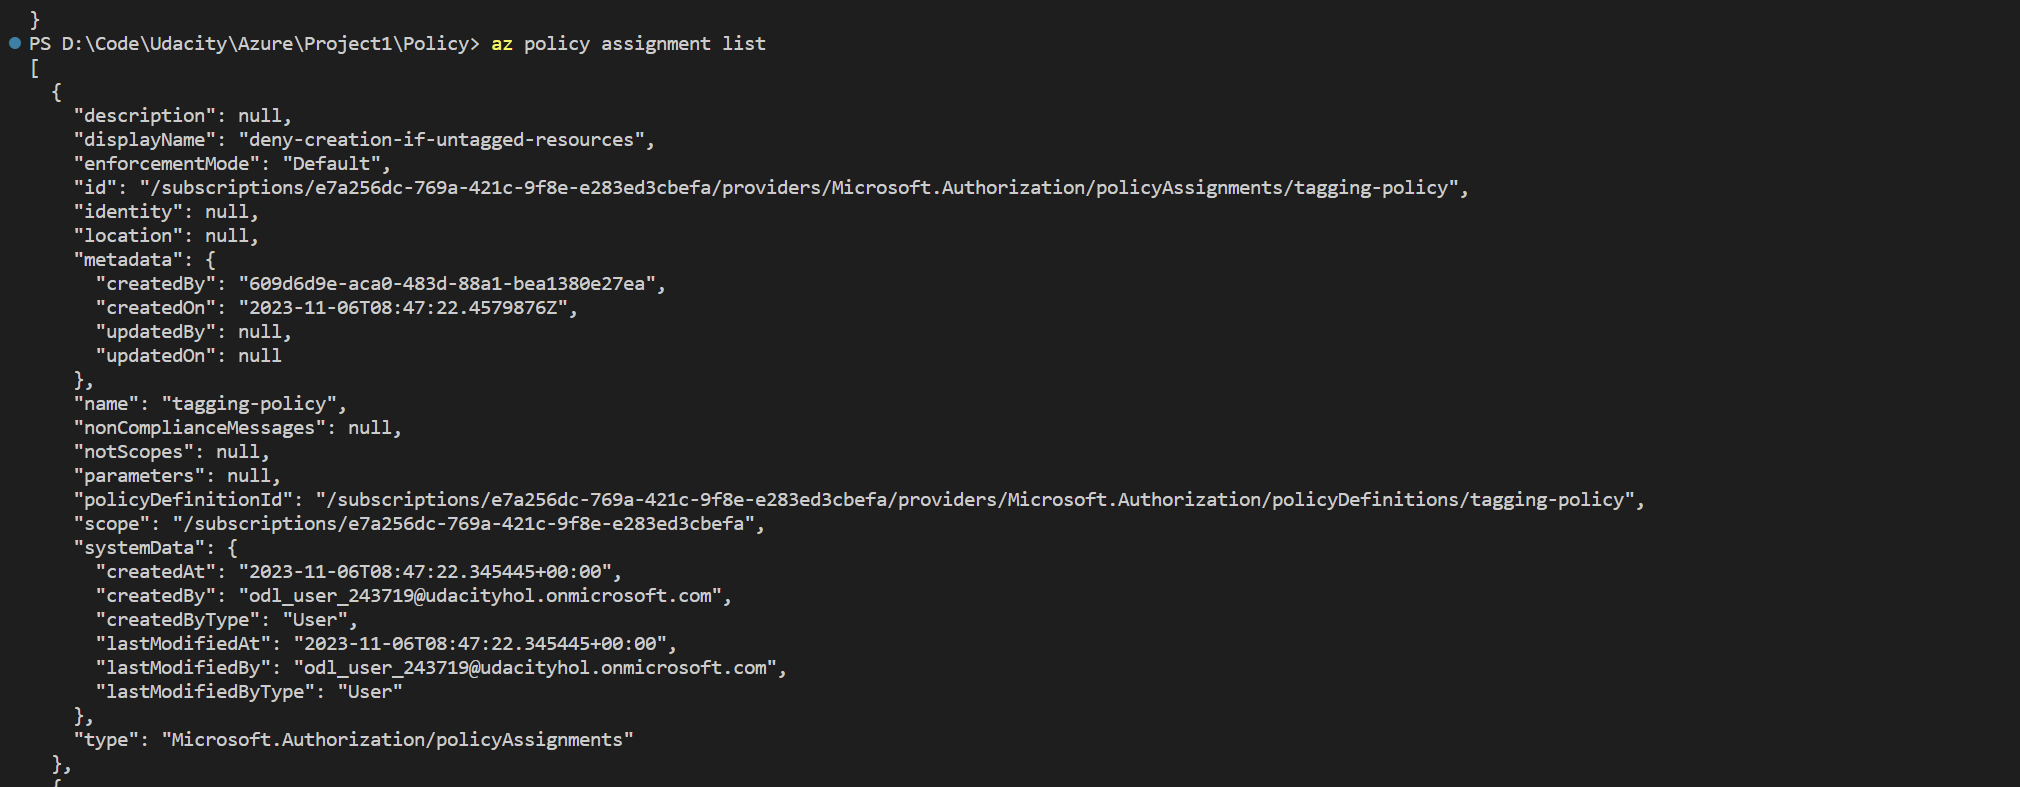 }
PS D:\Code\Udacity\Azure\Project1\Policy> az policy assignment list
[
  {
    "description": null,
    "displayName": "deny-creation-if-untagged-resources",
    "enforcementMode": "Default",
    "id": "/subscriptions/e7a256dc-769a-421c-9f8e-e283ed3cbefa/providers/Microsoft.Authorization/policyAssignments/tagging-policy",
    "identity": null,
    "location": null,
    "metadata": {
      "createdBy": "609d6d9e-aca0-483d-88a1-bea1380e27ea",
      "createdOn": "2023-11-06T08:47:22.4579876Z",
      "updatedBy": null,
      "updatedOn": null
    },
    "name": "tagging-policy",
    "nonComplianceMessages": null,
    "notScopes": null,
    "parameters": null,
    "policyDefinitionId": "/subscriptions/e7a256dc-769a-421c-9f8e-e283ed3cbefa/providers/Microsoft.Authorization/policyDefinitions/tagging-policy",
    "scope": "/subscriptions/e7a256dc-769a-421c-9f8e-e283ed3cbefa",
    "systemData": {
      "createdAt": "2023-11-06T08:47:22.345445+00:00",
      "createdBy": "odl_user_243719@udacityhol.onmicrosoft.com",
      "createdByType": "User",
      "lastModifiedAt": "2023-11-06T08:47:22.345445+00:00",
      "lastModifiedBy": "odl_user_243719@udacityhol.onmicrosoft.com",
      "lastModifiedByType": "User"
    },
    "type": "Microsoft.Authorization/policyAssignments"
  },
  {